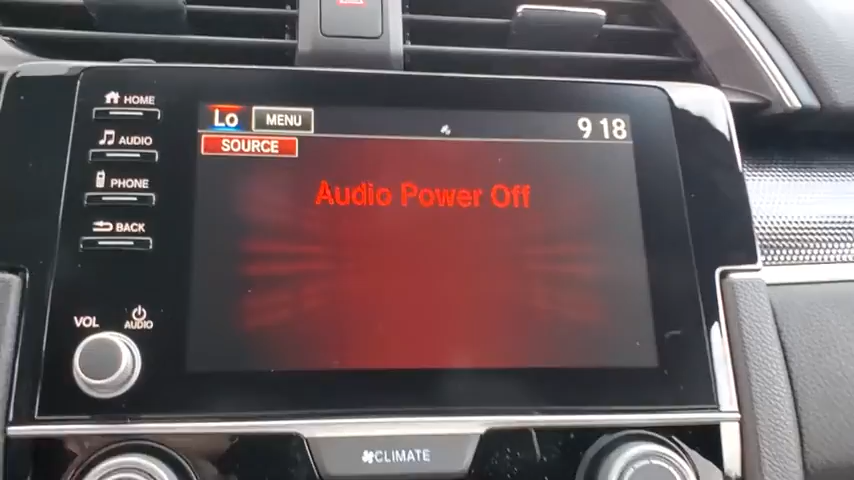 HOME
Lo MENU 9 18
AUDIO
SOURCE
PHONE
Audio Power Off
BACK
VOL AUDIO
CLIMATE